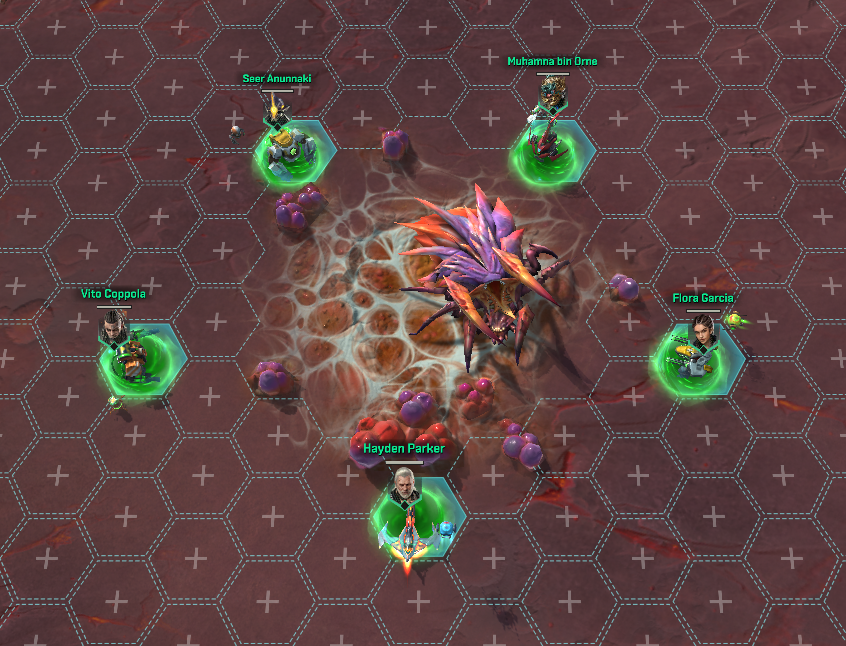 Muhamna bin Orne
Seer Anunnaki
Vito Coppola
Flora Garcia
Hayden Parker